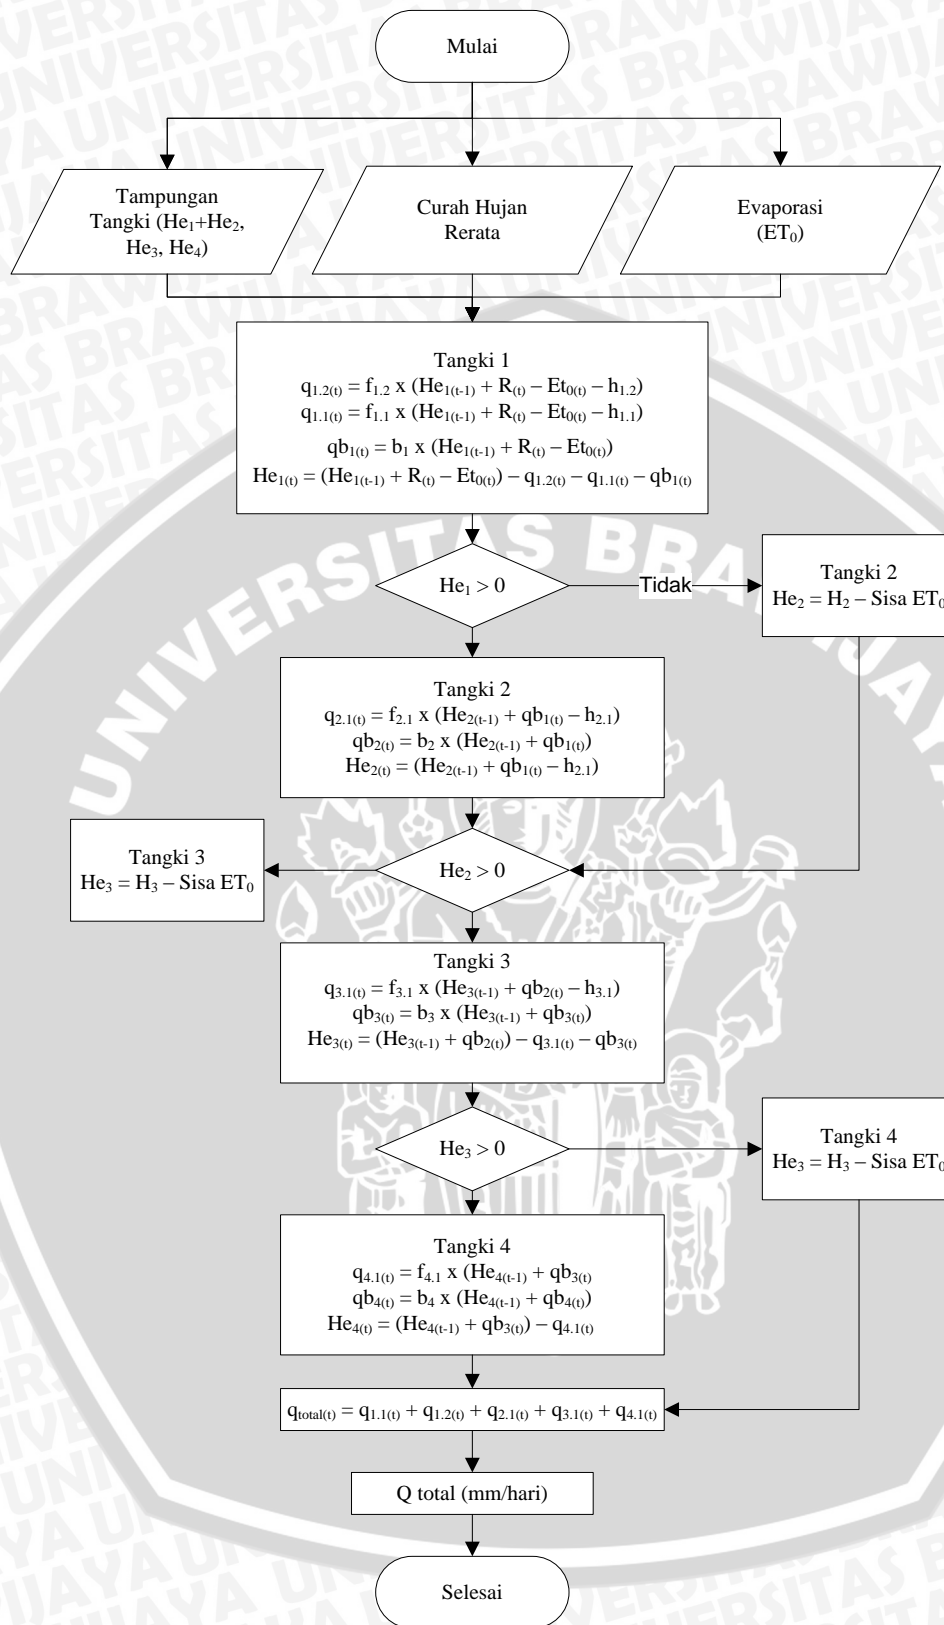 Mulai
Tampungan
Tangki (He₁+He₂,
He₃, He₄)
Curah Hujan
Rerata
Evaporasi
(ET₀)
Tangki 1
q1.2(t) = f1.2 x (He1(t-1) + R(t) – Et0(t) – h1.2)
q1.1(t) = f1.1 x (He1(t-1) + R(t) – Et0(t) – h1.1)
qb1(t) = b1 x (He1(t-1) + R(t) – Et0(t))
He1(t) = (He1(t-1) + R(t) – Et0(t)) – q1.2(t) – q1.1(t) – qb1(t)
He₁ > 0
Tidak
Tangki 2
He₂ = H₂ – Sisa ET₀
Tangki 2
q2.1(t) = f2.1 x (He2(t-1) + qb1(t) – h2.1)
qb2(t) = b2 x (He2(t-1) + qb1(t))
He2(t) = (He2(t-1) + qb1(t) – h2.1)
He₂ > 0
Tangki 3
He₃ = H₃ – Sisa ET₀
Tangki 3
q3.1(t) = f3.1 x (He3(t-1) + qb2(t) – h3.1)
qb3(t) = b3 x (He3(t-1) + qb3(t))
He3(t) = (He3(t-1) + qb2(t)) – q3.1(t) – qb3(t)
He₃ > 0
Tangki 4
He₃ = H₃ – Sisa ET₀
Tangki 4
q4.1(t) = f4.1 x (He4(t-1) + qb3(t)
qb4(t) = b4 x (He4(t-1) + qb4(t))
He4(t) = (He4(t-1) + qb3(t)) – q4.1(t)
qtotal(t) = q1.1(t) + q1.2(t) + q2.1(t) + q3.1(t) + q4.1(t)
Q total (mm/hari)
Selesai
UNIVERSITAS BRAWIJAYA